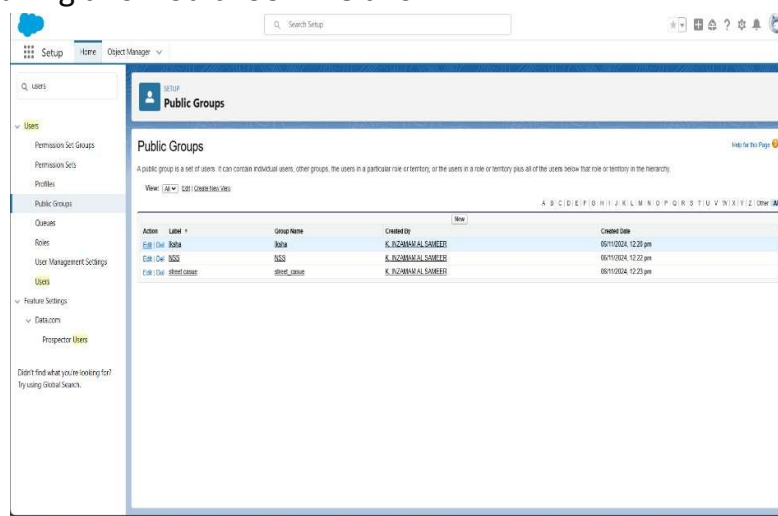 Search Setup
Setup Home Object Manager
users
Users
Permission Set Groups
Permission Sets
Profiles
Public Groups
Queues
Roles
User Management Settings
Users
Feature Settings
Data.com
Prospector Users
Didn't find what you're looking for?
Try using Global Search.
SETUP
Public Groups
Public Groups
Help for this Page
A public group is a set of users. It can contain individual users, other groups, the users in a particular role or territory, or the users in a role or territory plus all of the users below that role or territory in the hierarchy.
View: All Edit | Create New View
A B C D E F G H I J K L M N O P Q R S T U V W X Y Z Other All
New
Action Label Group Name Created By Created Date
Edit | Del Iksha Iksha K. INZAMAM AL SAMEER 06/11/2024, 12:20 pm
Edit | Del NSS NSS K. INZAMAM AL SAMEER 06/11/2024, 12:22 pm
Edit | Del street casue street_casue K. INZAMAM AL SAMEER 06/11/2024, 12:23 pm